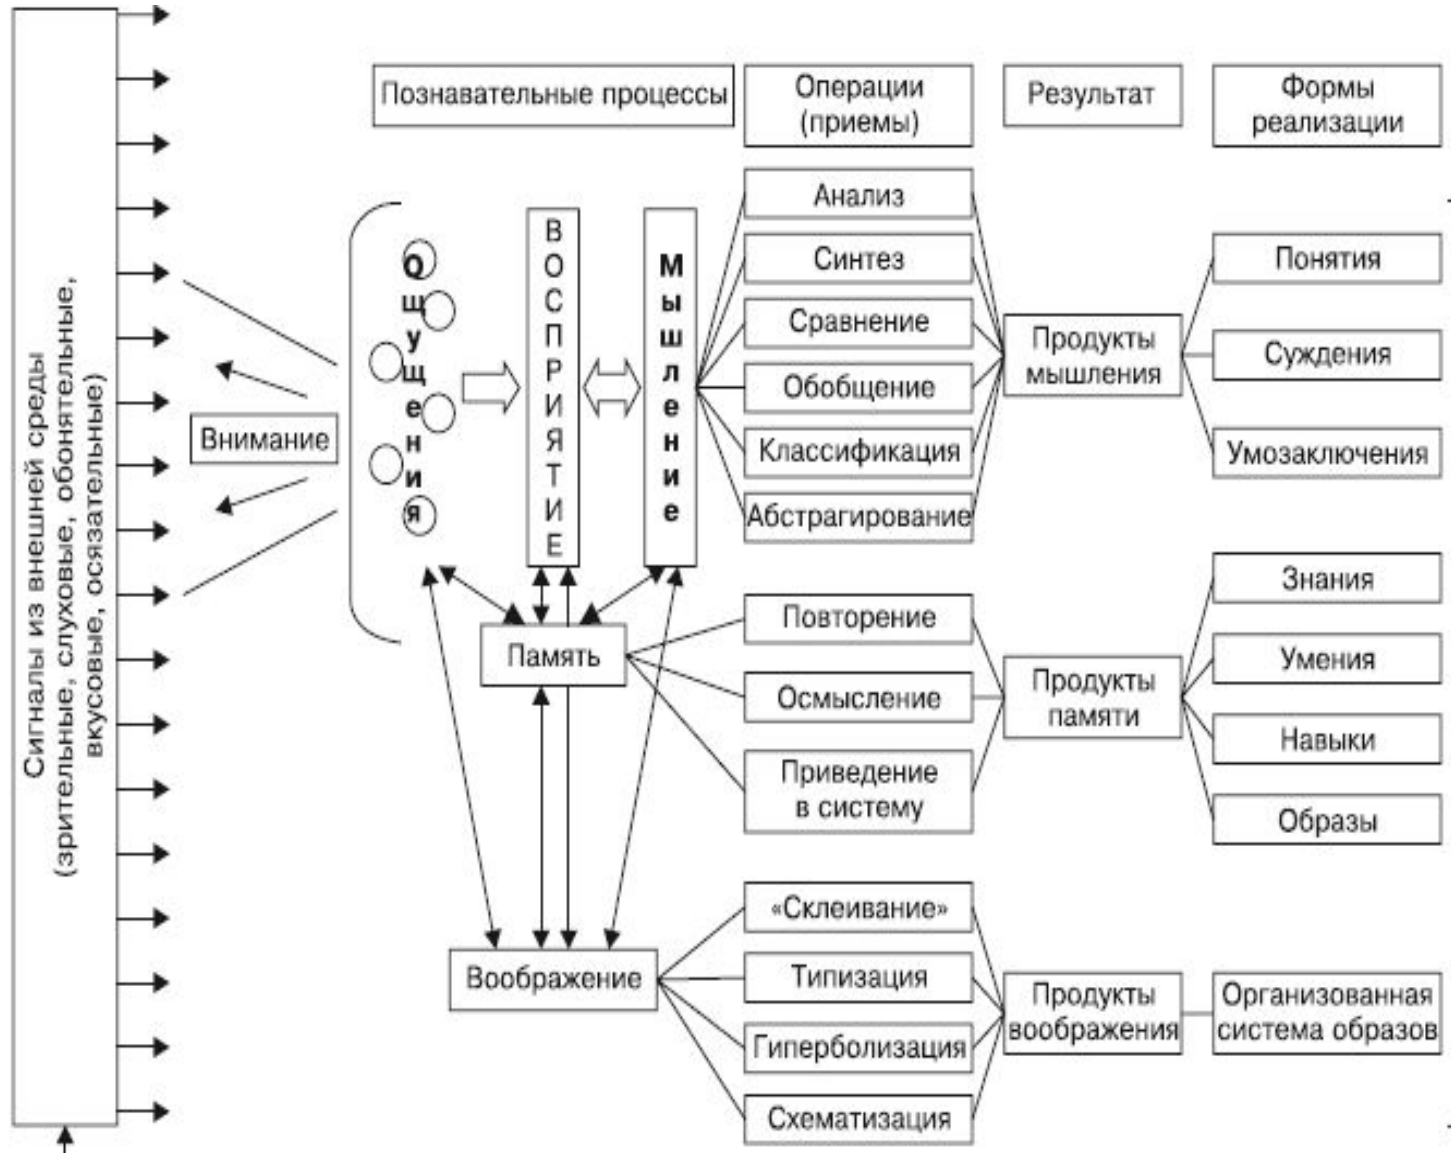 Сигналы из внешней среды
(зрительные, слуховые, обонятельные,
вкусовые, осязательные)
Познавательные процессы
Операции
(приемы)
Результат
Формы
реализации
Внимание
Ощущения
ВОСПРИЯТИЕ
Мышление
Анализ
Синтез
Сравнение
Обобщение
Классификация
Абстрагирование
Продукты
мышления
Понятия
Суждения
Умозаключения
Память
Повторение
Осмысление
Приведение
в систему
Продукты
памяти
Знания
Умения
Навыки
Образы
Воображение
«Склеивание»
Типизация
Гиперболизация
Схематизация
Продукты
воображения
Организованная
система образов